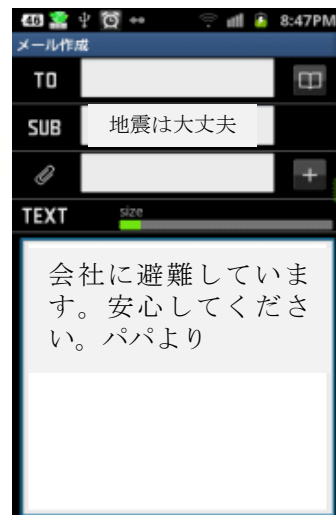 46 8:47PM
メール作成
TO
SUB 地震は大丈夫
TEXT size
会社に避難していま
す。安心してくださ
い。パパより